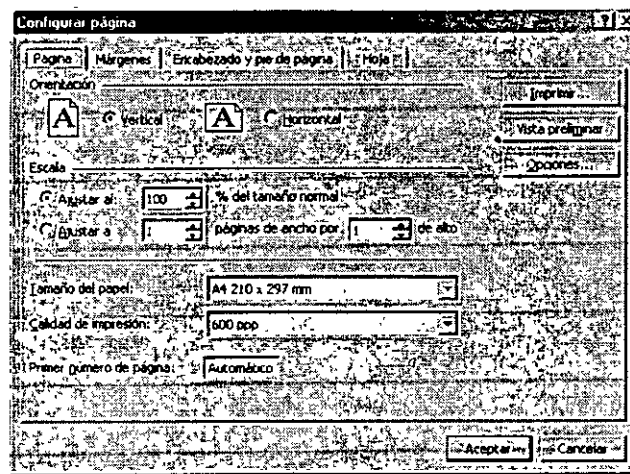 Configurar página
Página Márgenes Encabezado y pie de página Hoja
Orientación
A Vertical A Horizontal
Imprimir...
Vista preliminar
Opciones...
Escala
Ajustar al 100 % del tamaño normal
Ajustar a 1 páginas de ancho por 1 de alto
Tamaño del papel: A4 210 x 297 mm
Calidad de impresión: 600 ppp
Primer número de página: Automático
Aceptar Cancelar